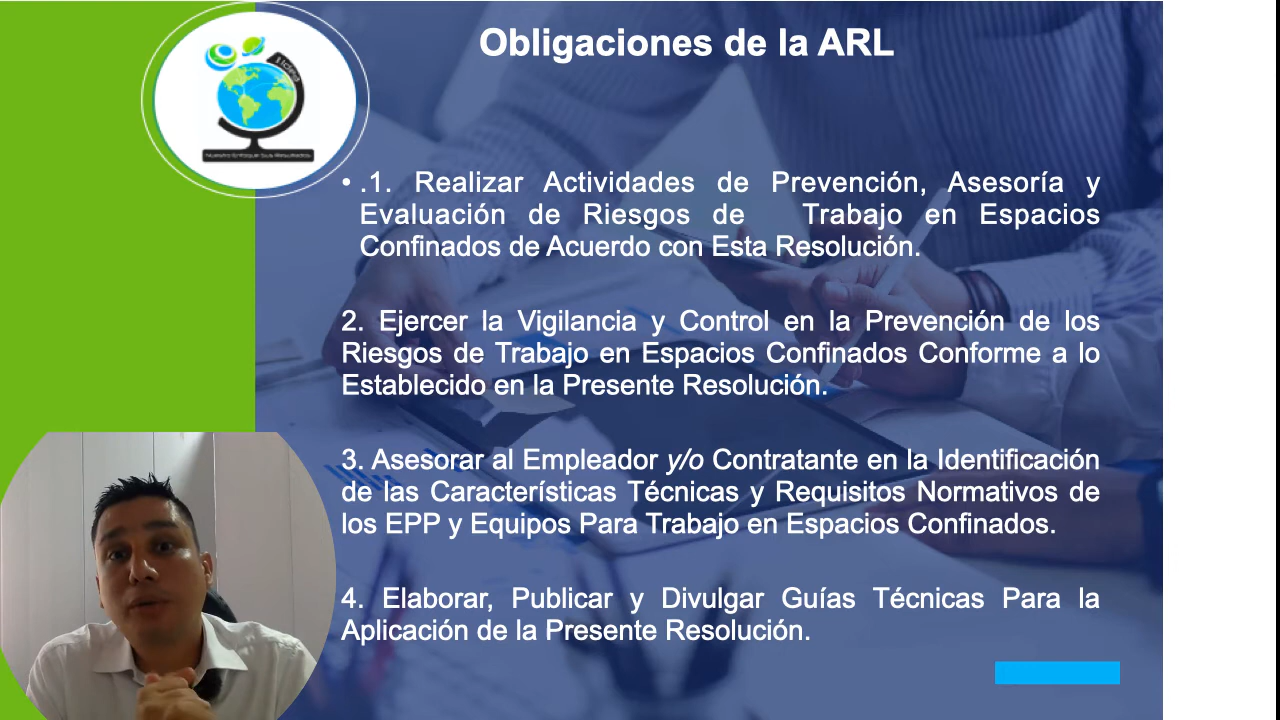 Obligaciones de la ARL
Nuestro Enfoque Sus Resultados
• .1. Realizar Actividades de Prevención, Asesoría y
Evaluación de Riesgos de Trabajo en Espacios
Confinados de Acuerdo con Esta Resolución.
2. Ejercer la Vigilancia y Control en la Prevención de los
Riesgos de Trabajo en Espacios Confinados Conforme a lo
Establecido en la Presente Resolución.
3. Asesorar al Empleador y/o Contratante en la Identificación
de las Características Técnicas y Requisitos Normativos de
los EPP y Equipos Para Trabajo en Espacios Confinados.
4. Elaborar, Publicar y Divulgar Guías Técnicas Para la
Aplicación de la Presente Resolución.